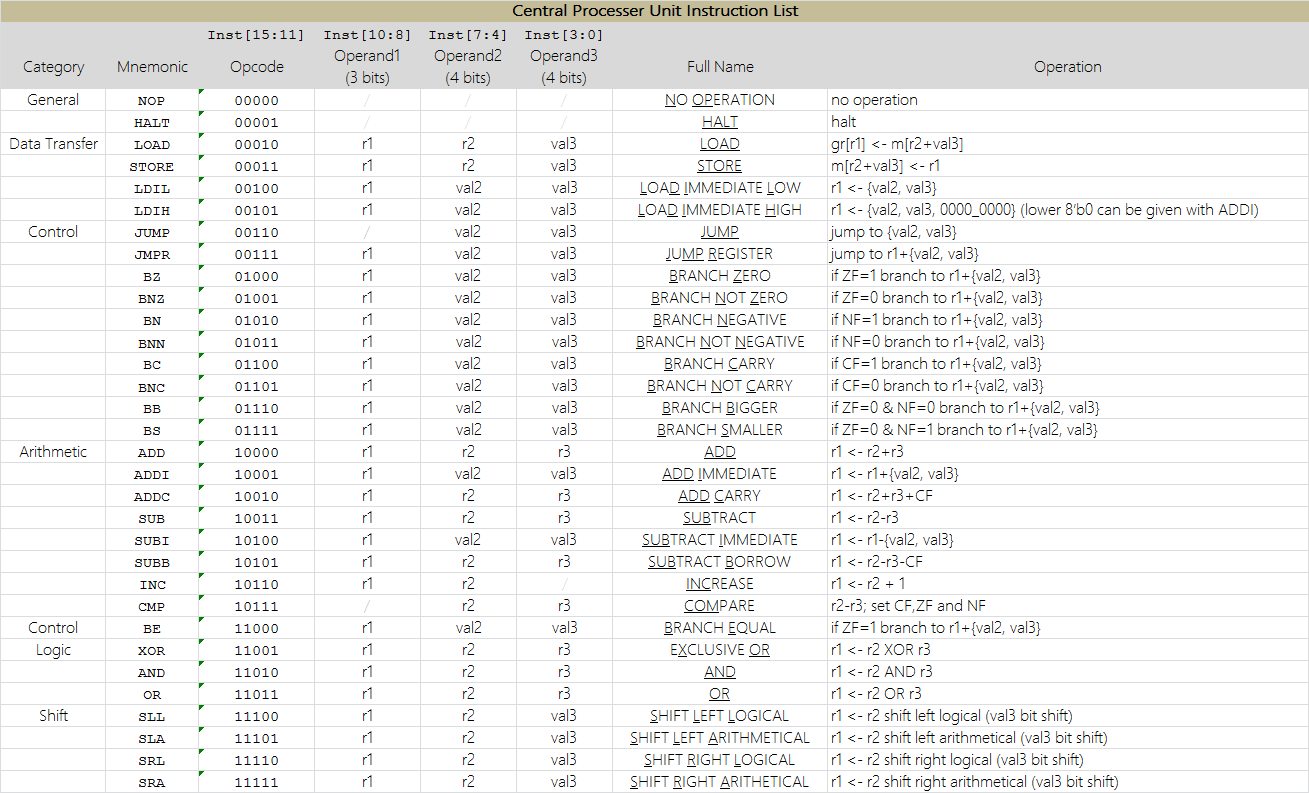 Central Processer Unit Instruction List
Inst[15:11] Inst[10:8] Inst[7:4] Inst[3:0]
Category Mnemonic Opcode Operand1 (3 bits) Operand2 (4 bits) Operand3 (4 bits) Full Name Operation
General NOP 00000 / / / NO OPERATION no operation
HALT 00001 / / / HALT halt
Data Transfer LOAD 00010 r1 r2 val3 LOAD gr[r1] <- m[r2+val3]
STORE 00011 r1 r2 val3 STORE m[r2+val3] <- r1
LDIL 00100 r1 val2 val3 LOAD IMMEDIATE LOW r1 <- {val2, val3}
LDIH 00101 r1 val2 val3 LOAD IMMEDIATE HIGH r1 <- {val2, val3, 0000_0000} (lower 8'b0 can be given with ADDI)
Control JUMP 00110 / val2 val3 JUMP jump to {val2, val3}
JMPR 00111 r1 val2 val3 JUMP REGISTER jump to r1+{val2, val3}
BZ 01000 r1 val2 val3 BRANCH ZERO if ZF=1 branch to r1+{val2, val3}
BNZ 01001 r1 val2 val3 BRANCH NOT ZERO if ZF=0 branch to r1+{val2, val3}
BN 01010 r1 val2 val3 BRANCH NEGATIVE if NF=1 branch to r1+{val2, val3}
BNN 01011 r1 val2 val3 BRANCH NOT NEGATIVE if NF=0 branch to r1+{val2, val3}
BC 01100 r1 val2 val3 BRANCH CARRY if CF=1 branch to r1+{val2, val3}
BNC 01101 r1 val2 val3 BRANCH NOT CARRY if CF=0 branch to r1+{val2, val3}
BB 01110 r1 val2 val3 BRANCH BIGGER if ZF=0 & NF=0 branch to r1+{val2, val3}
BS 01111 r1 val2 val3 BRANCH SMALLER if ZF=0 & NF=1 branch to r1+{val2, val3}
Arithmetic ADD 10000 r1 r2 r3 ADD r1 <- r2+r3
ADDI 10001 r1 val2 val3 ADD IMMEDIATE r1 <- r1+{val2, val3}
ADDC 10010 r1 r2 r3 ADD CARRY r1 <- r2+r3+CF
SUB 10011 r1 r2 r3 SUBTRACT r1 <- r2-r3
SUBI 10100 r1 val2 val3 SUBTRACT IMMEDIATE r1 <- r1-{val2, val3}
SUBB 10101 r1 r2 r3 SUBTRACT BORROW r1 <- r2-r3-CF
INC 10110 r1 r2 / INCREASE r1 <- r2 + 1
CMP 10111 / r2 r3 COMPARE r2-r3; set CF,ZF and NF
Control BE 11000 r1 val2 val3 BRANCH EQUAL if ZF=1 branch to r1+{val2, val3}
Logic XOR 11001 r1 r2 r3 EXCLUSIVE OR r1 <- r2 XOR r3
AND 11010 r1 r2 r3 AND r1 <- r2 AND r3
OR 11011 r1 r2 r3 OR r1 <- r2 OR r3
Shift SLL 11100 r1 r2 val3 SHIFT LEFT LOGICAL r1 <- r2 shift left logical (val3 bit shift)
SLA 11101 r1 r2 val3 SHIFT LEFT ARITHMETICAL r1 <- r2 shift left arithmetical (val3 bit shift)
SRL 11110 r1 r2 val3 SHIFT RIGHT LOGICAL r1 <- r2 shift right logical (val3 bit shift)
SRA 11111 r1 r2 val3 SHIFT RIGHT ARITHETICAL r1 <- r2 shift right arithmetical (val3 bit shift)